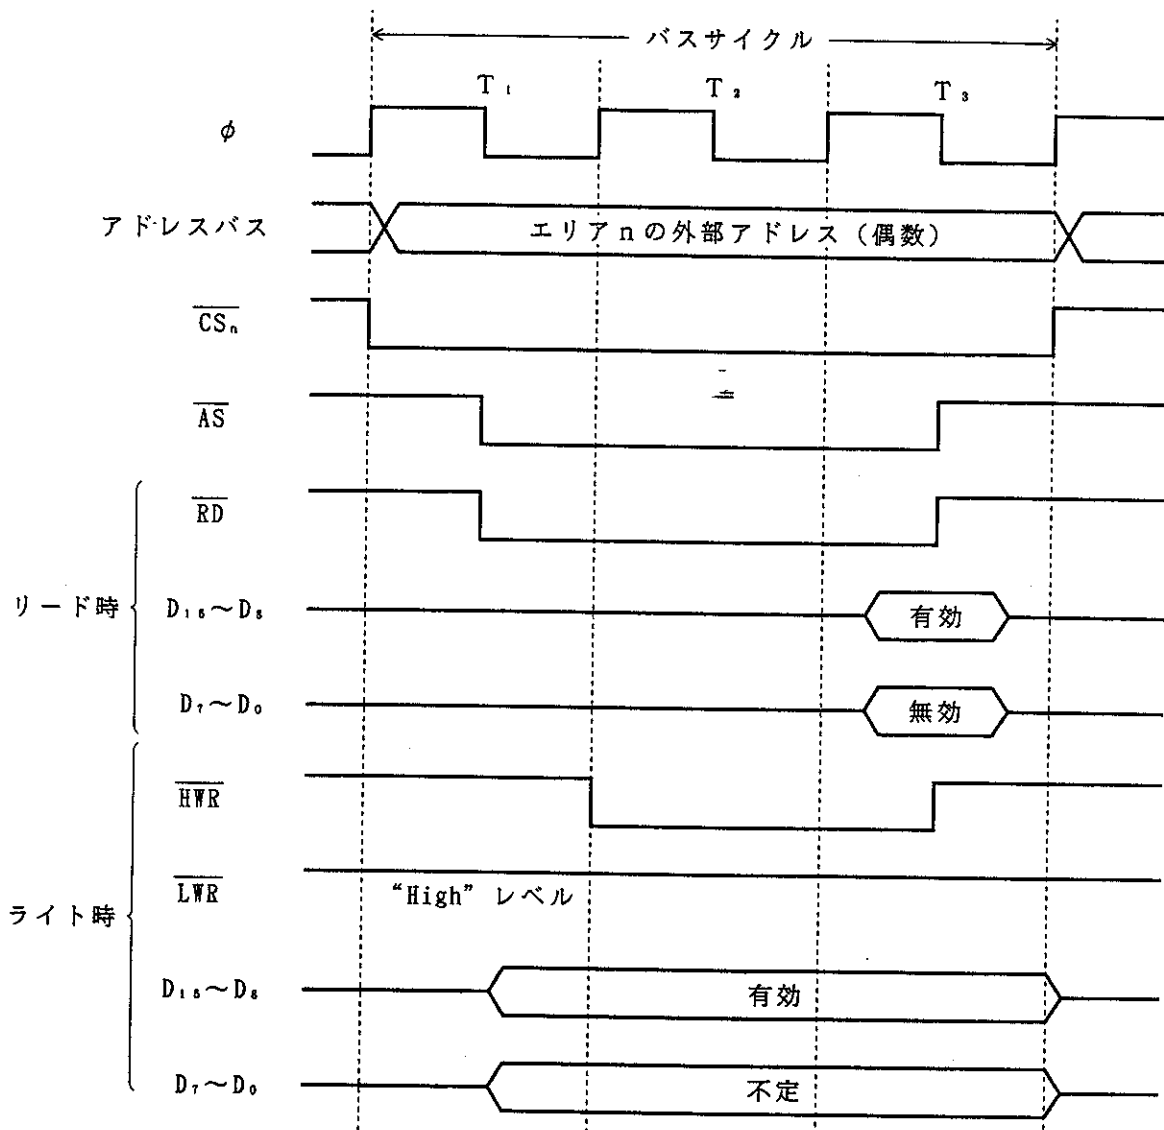 バスサイクル
T₁ T₂ T₃
φ
アドレスバス
エリアnの外部アドレス（偶数）
CSₙ
AS
RD
リード時
D₁₅～D₈
有効
D₇～D₀
無効
HWR
LWR
“High”レベル
ライト時
D₁₅～D₈
有効
D₇～D₀
不定